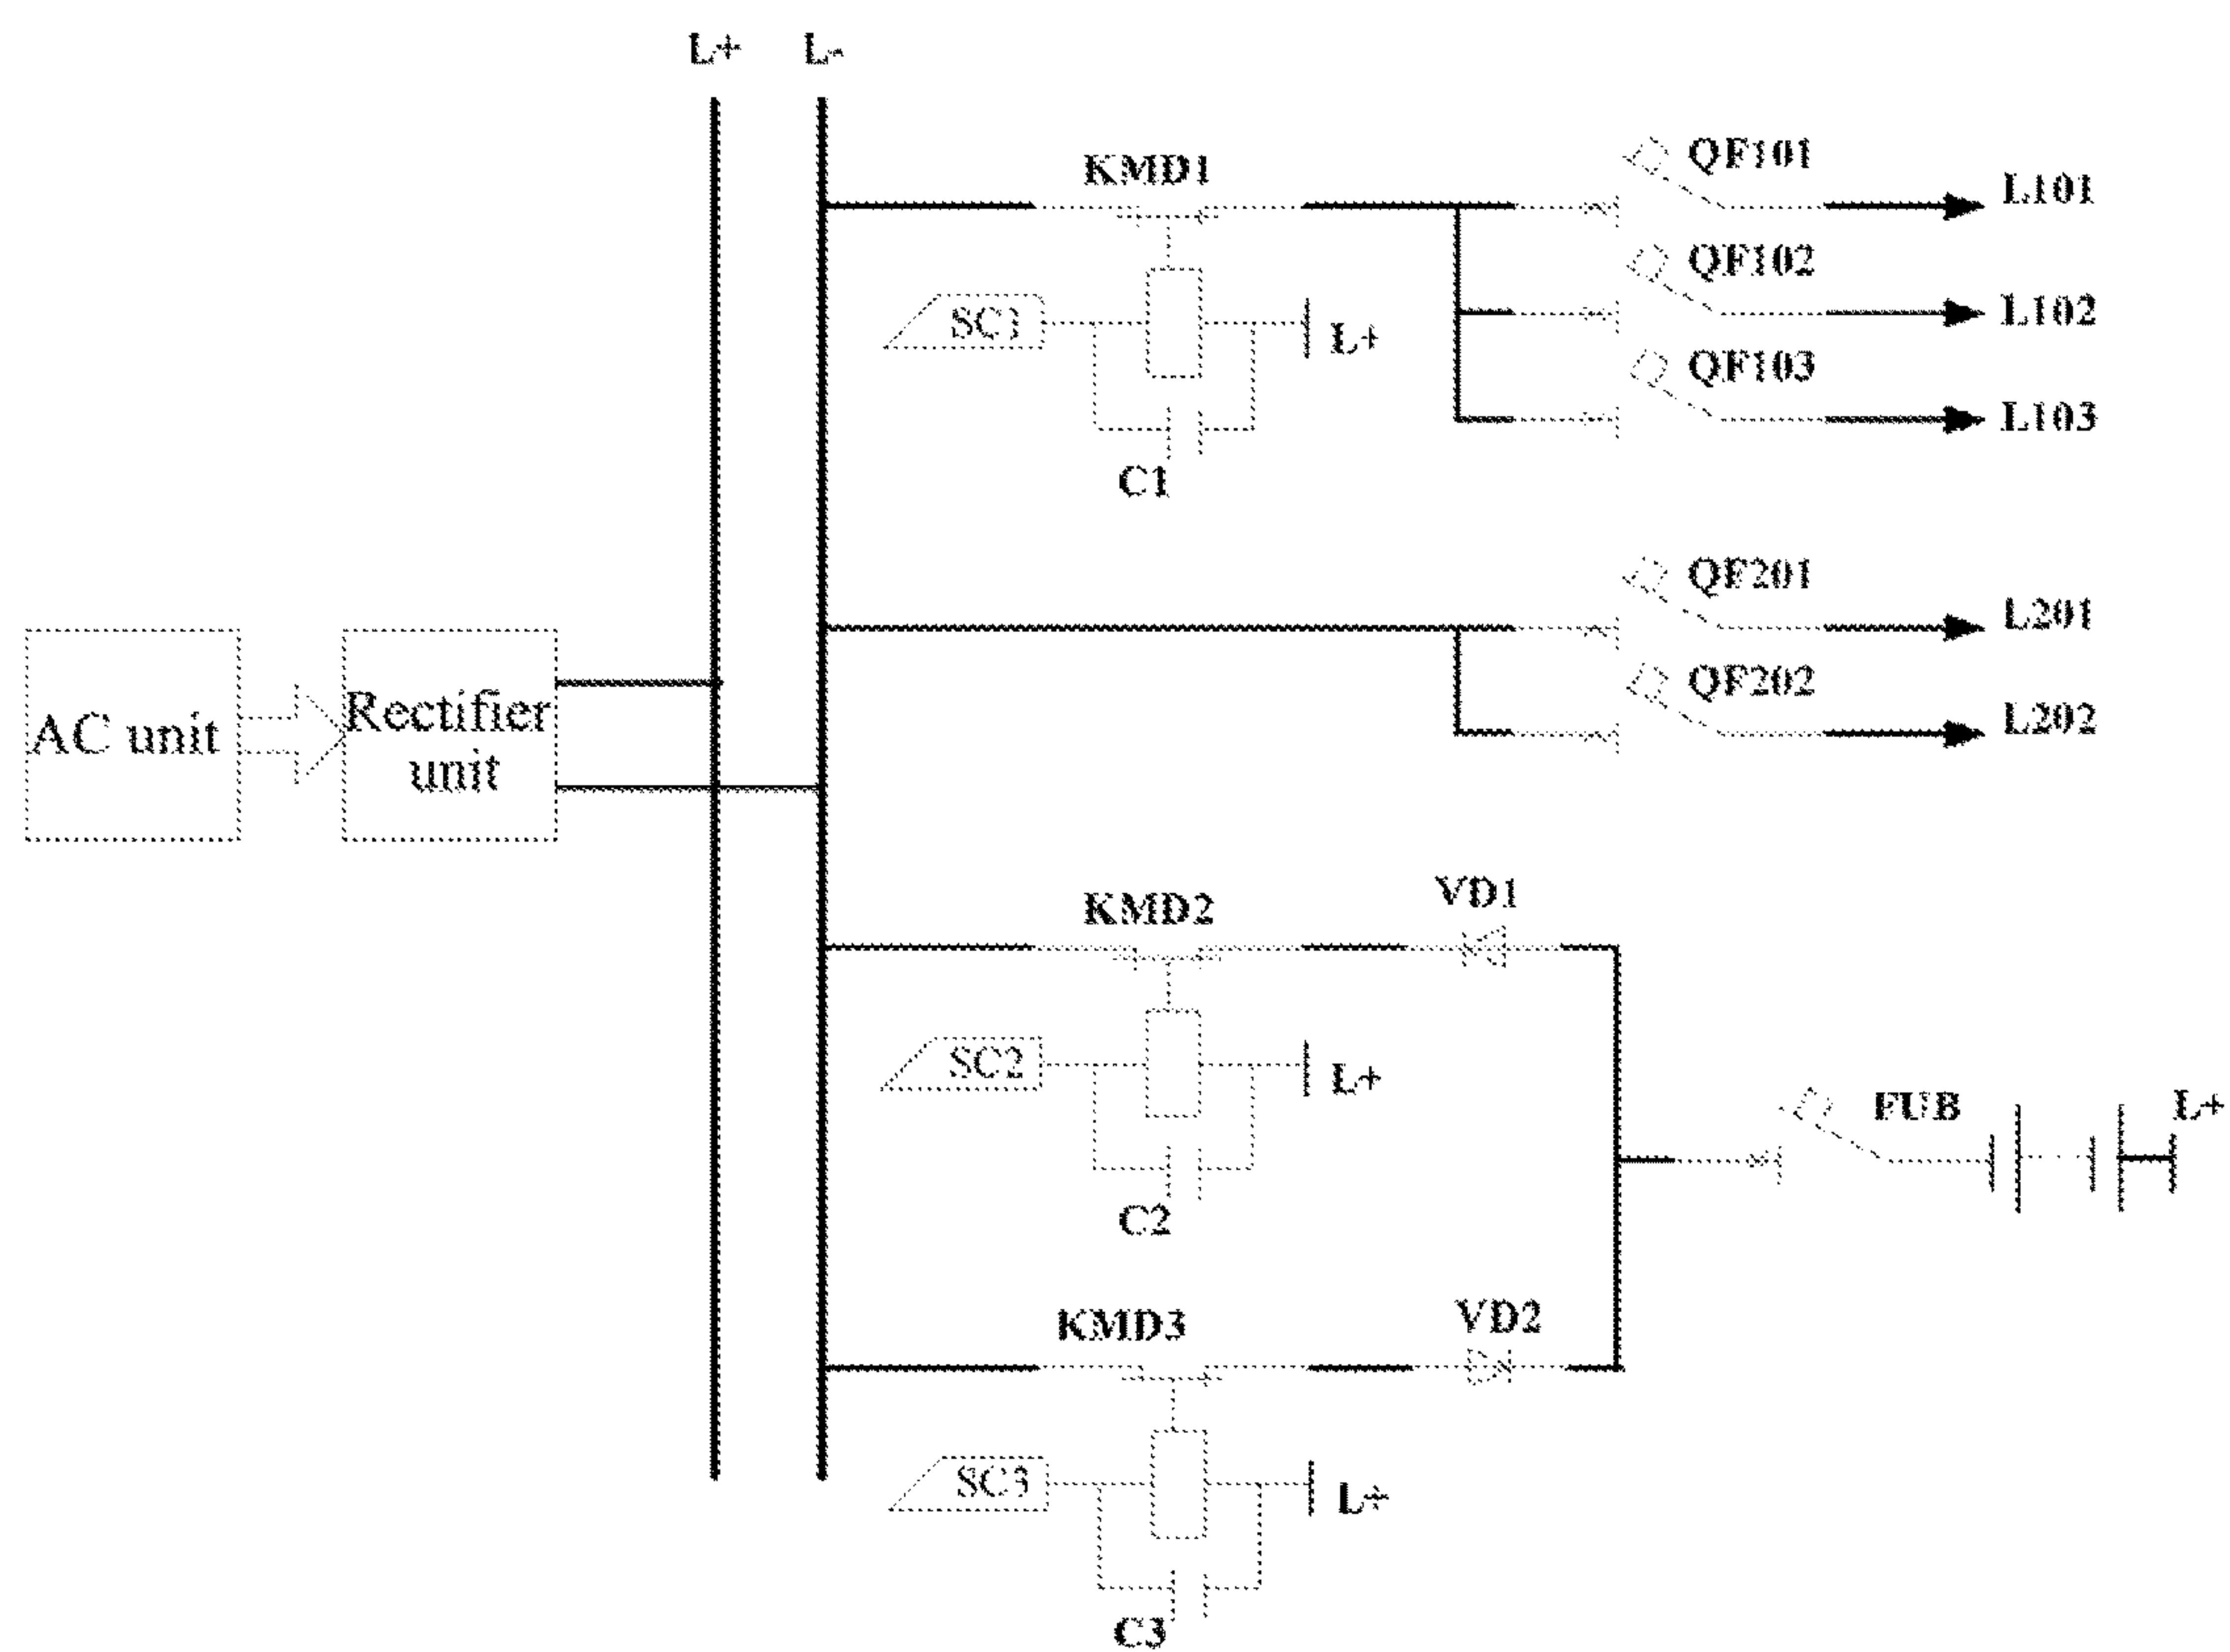 L+ L-
KMD1
QF101
L101
SC1
L+
QF102
L102
QF103
L103
C1
QF201
L201
QF202
L202
AC unit
Rectifier
unit
KMD2
VD1
SC2
L+
FUB
L+
C2
KMD3
VD2
SC3
L+
C3